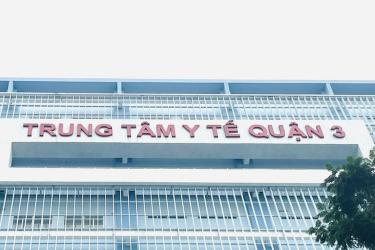 TRUNG TÂM Y TẾ QUẬN 3